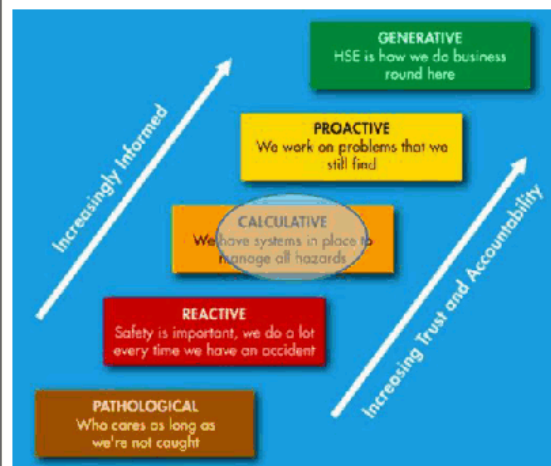 GENERATIVE
HSE is how we do business
round here
Increasingly Informed
PROACTIVE
We work on problems that we
still find
CALCULATIVE
We have systems in place to
manage all hazards
Increasing Trust and Accountability
REACTIVE
Safety is important, we do a lot
every time we have an accident
PATHOLOGICAL
Who cares as long as
we're not caught